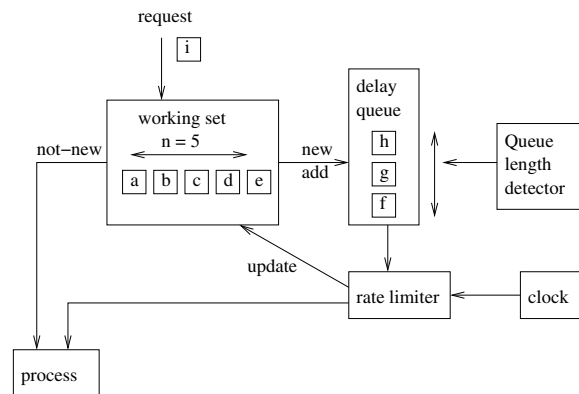 request
i
working set
n = 5
a b c d e
not-new
new
add
delay
queue
h
g
f
Queue
length
detector
update
rate limiter
clock
process